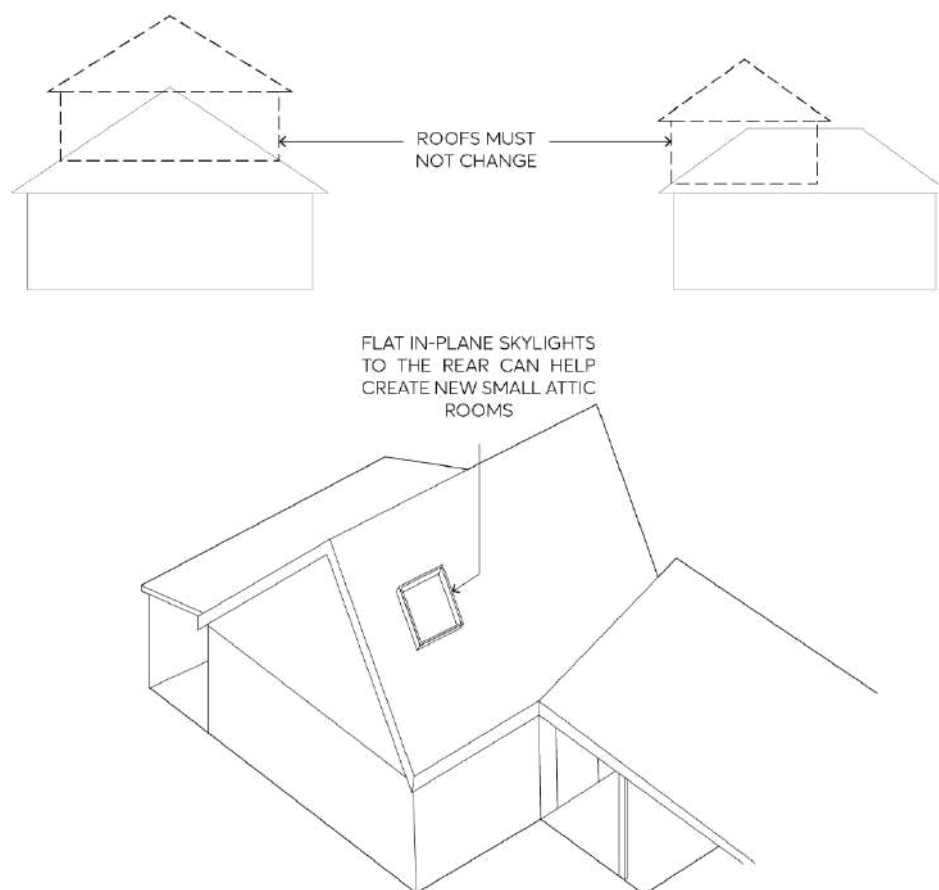 ROOFS MUST
NOT CHANGE
FLAT IN-PLANE SKYLIGHTS
TO THE REAR CAN HELP
CREATE NEW SMALL ATTIC
ROOMS